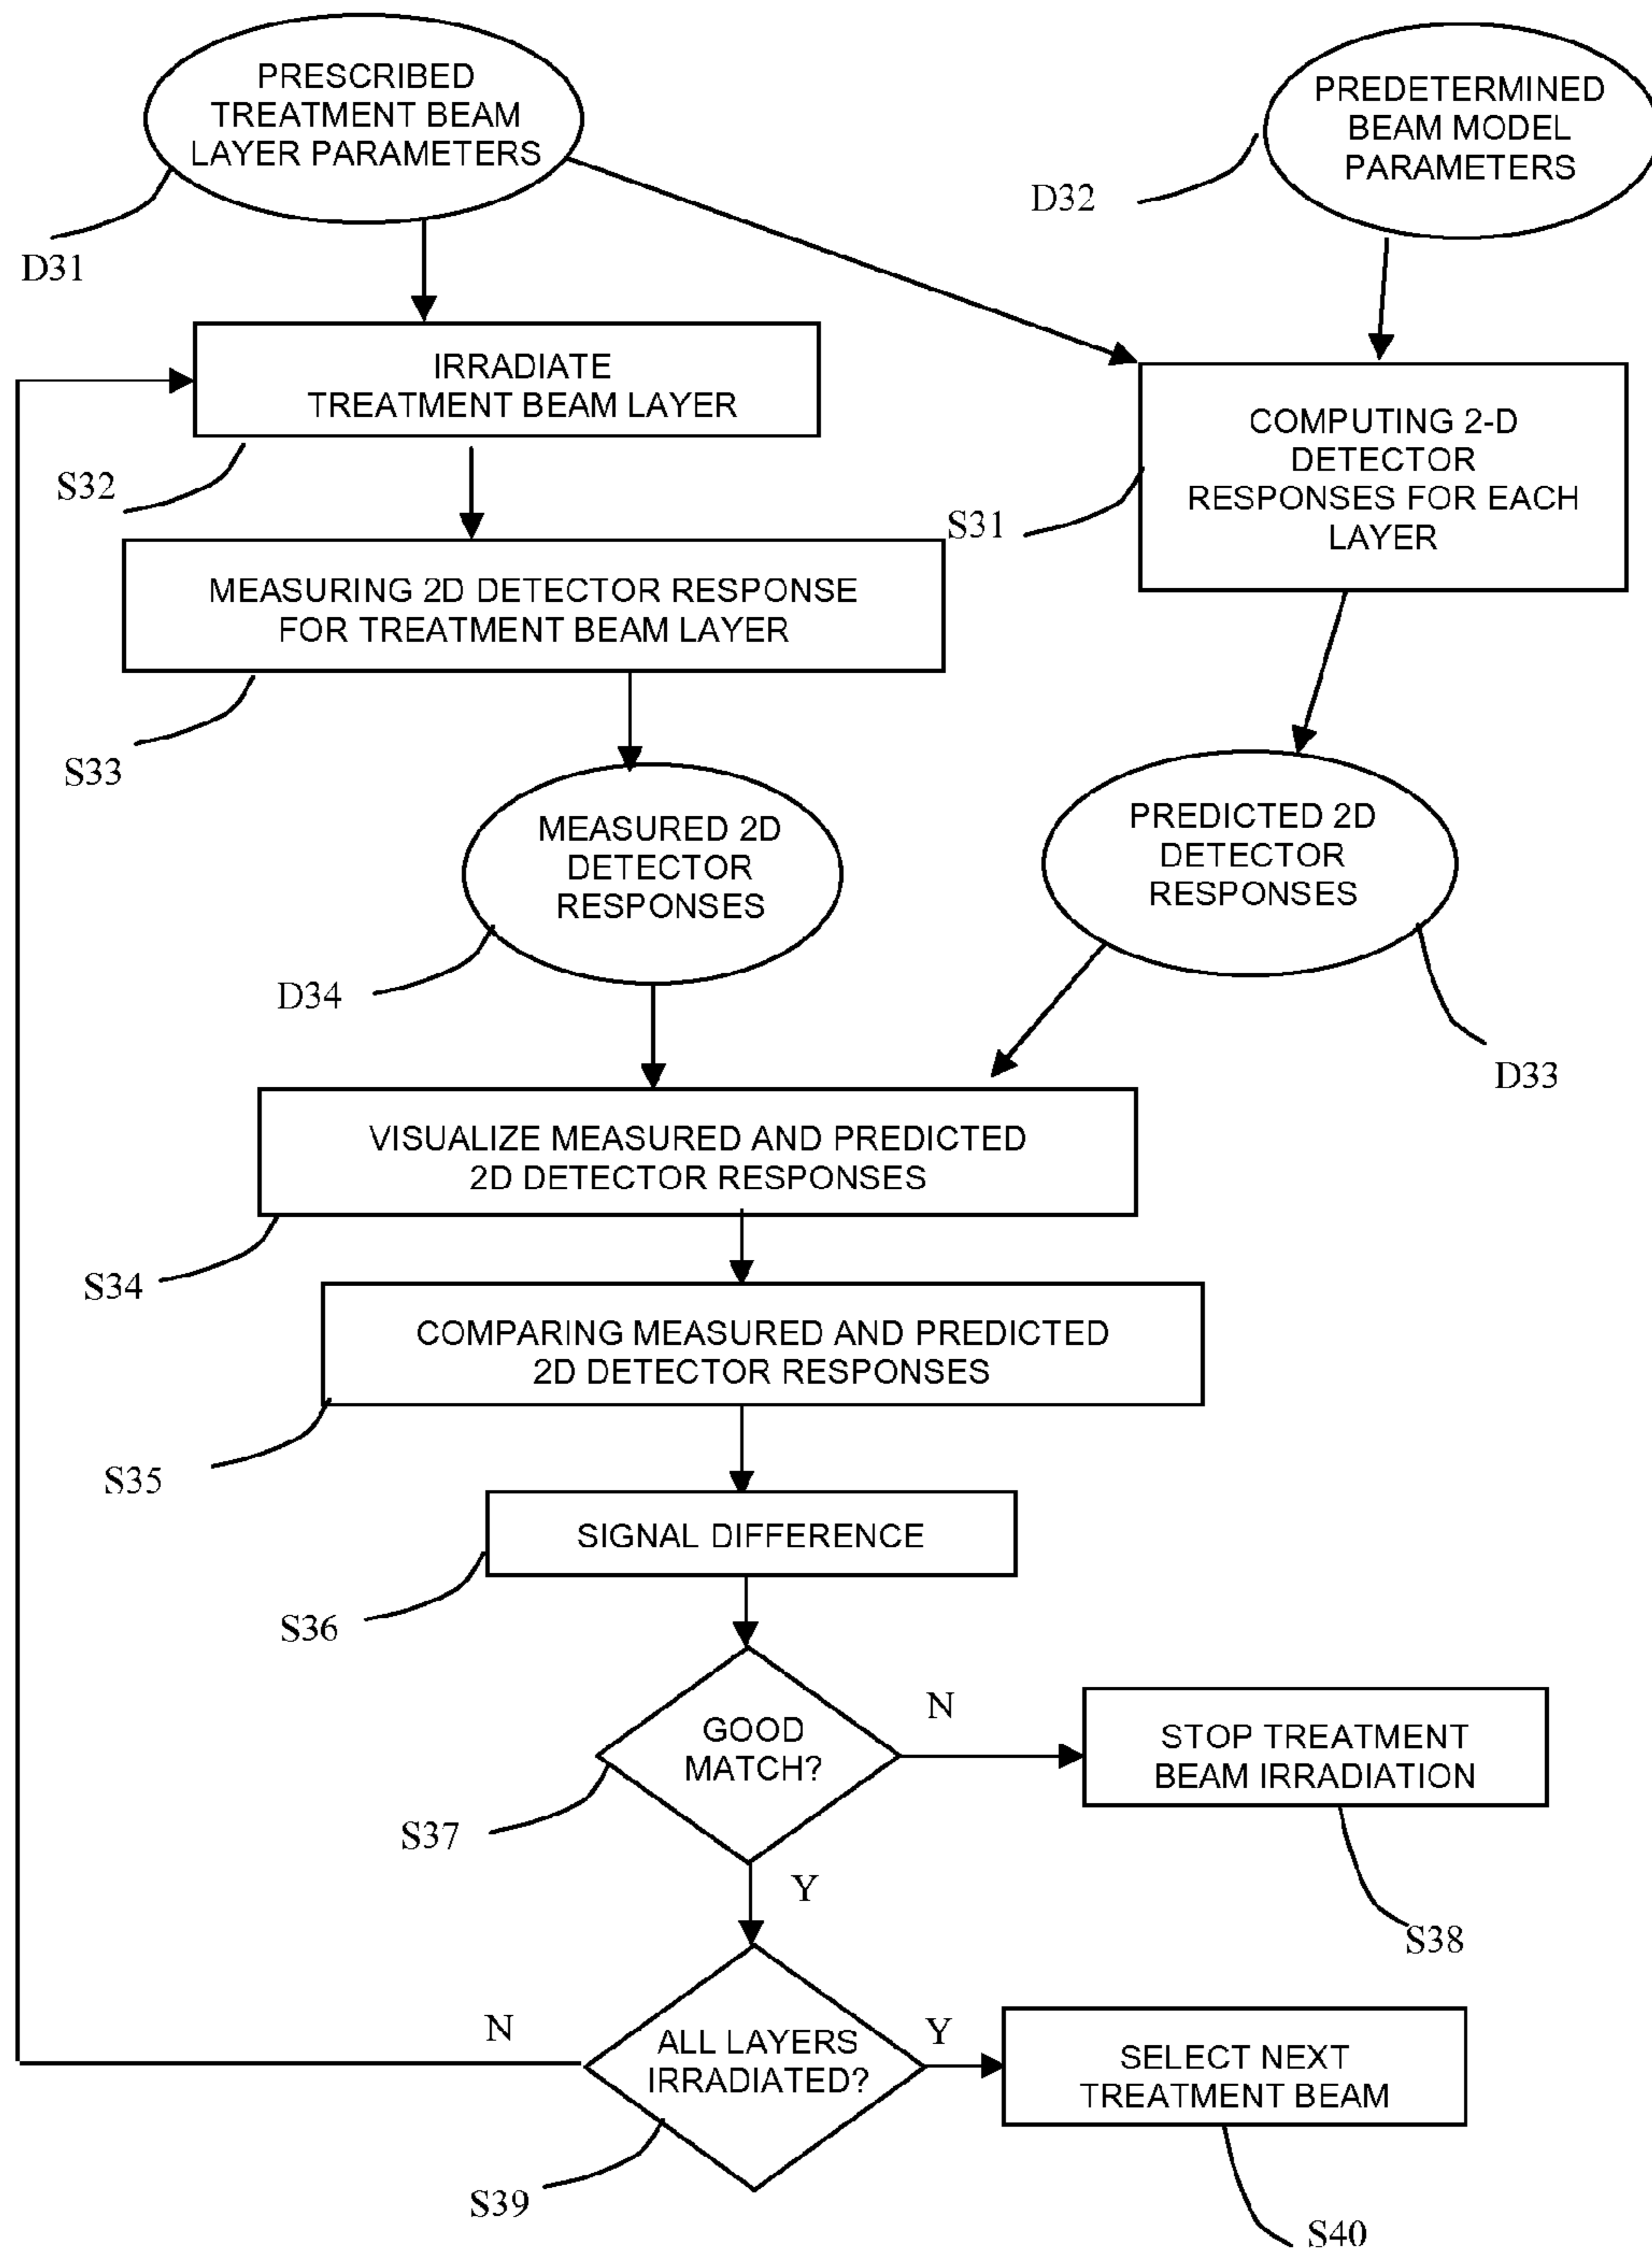 PRESCRIBED
TREATMENT BEAM
LAYER PARAMETERS
D31
PREDETERMINED
BEAM MODEL
PARAMETERS
D32
IRRADIATE
TREATMENT BEAM LAYER
S32
COMPUTING 2-D
DETECTOR
RESPONSES FOR EACH
LAYER
S31
MEASURING 2D DETECTOR RESPONSE
FOR TREATMENT BEAM LAYER
S33
MEASURED 2D
DETECTOR
RESPONSES
D34
PREDICTED 2D
DETECTOR
RESPONSES
D33
VISUALIZE MEASURED AND PREDICTED
2D DETECTOR RESPONSES
S34
COMPARING MEASURED AND PREDICTED
2D DETECTOR RESPONSES
S35
SIGNAL DIFFERENCE
S36
GOOD
MATCH?
S37
N
STOP TREATMENT
BEAM IRRADIATION
S38
Y
ALL LAYERS
IRRADIATED?
S39
N
Y
SELECT NEXT
TREATMENT BEAM
S40